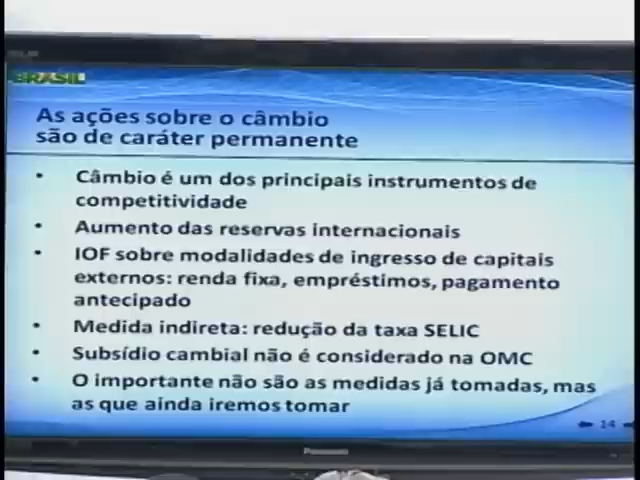 BRASIL
As ações sobre o câmbio
são de caráter permanente
• Câmbio é um dos principais instrumentos de
competitividade
• Aumento das reservas internacionais
• IOF sobre modalidades de ingresso de capitais
externos: renda fixa, empréstimos, pagamento
antecipado
• Medida indireta: redução da taxa SELIC
• Subsídio cambial não é considerado na OMC
• O importante não são as medidas já tomadas, mas
as que ainda iremos tomar
14
Panasonic